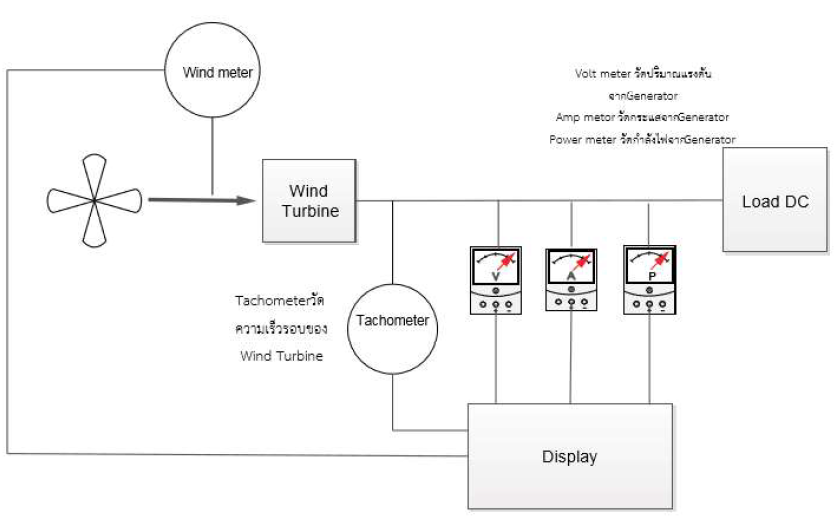 Wind meter
Volt meter วัดปริมาณแรงดัน
จากGenerator
Amp metor วัดกระแสจากGenerator
Power meter วัดกำลังไฟจากGenerator
Wind
Turbine
Load DC
V
A
P
Tachometerวัด
ความเร็วรอบของ
Wind Turbine
Tachometer
Display